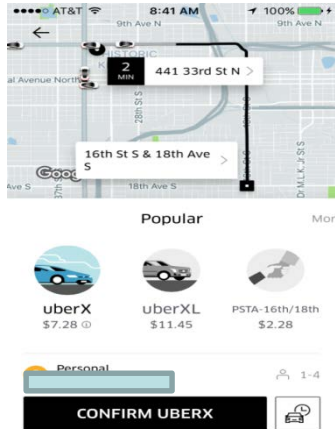 AT&T 8:41 AM 100%
9th Ave N 9th Ave N
HISTORIC
K
al Avenue North
2
MIN
441 33rd St N >
28th St S
16th St S & 18th Ave
S
>
Goog
Ave S
37th S
18th Ave S
Dr M.L.K. Jr St S
Popular
Mor
uberX
$7.28
uberXL
$11.45
PSTA-16th/18th
$2.28
Personal
1-4
CONFIRM UBERX